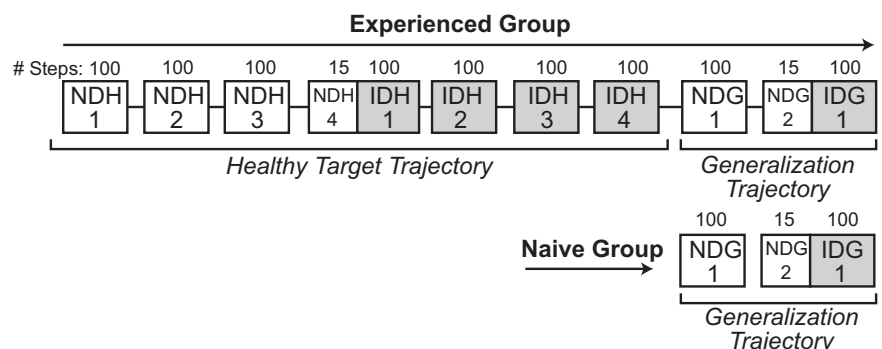 Experienced Group
# Steps: 100 100 100 15 100 100 100 100 100 15 100
NDH NDH NDH NDH IDH IDH IDH IDH NDG NDG IDG
1 2 3 4 1 2 3 4 1 2 1
Healthy Target Trajectory Generalization
Trajectory
100 15 100
Naive Group NDG NDG IDG
1 2 1
Generalization
Trajectory